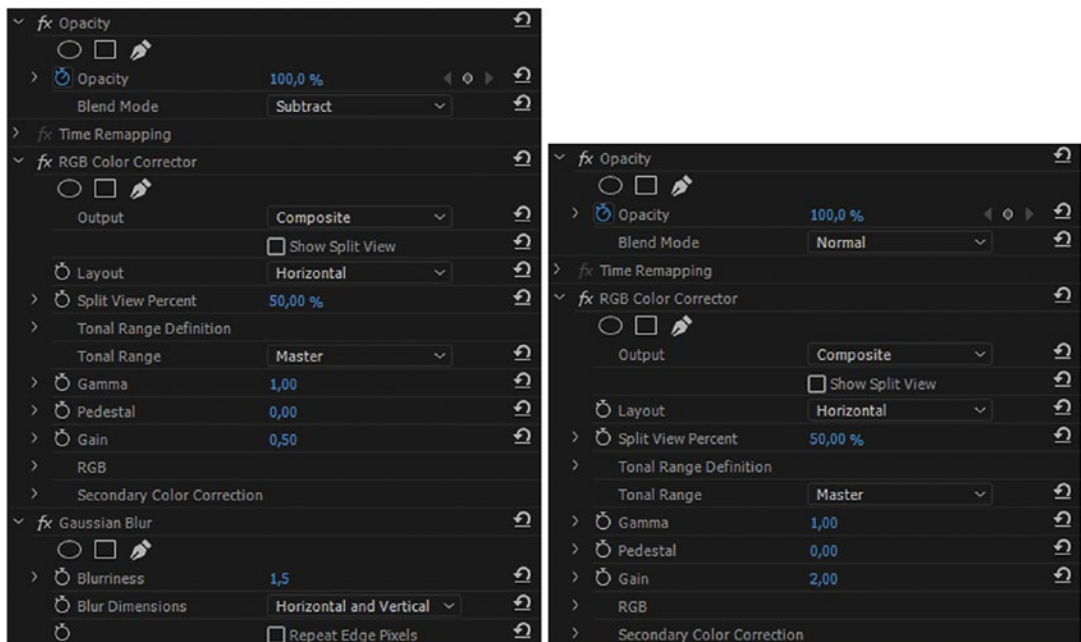 fx Opacity
Opacity 100,0 %
Blend Mode Subtract
fx Time Remapping
fx RGB Color Corrector
Output Composite
Show Split View
Layout Horizontal
Split View Percent 50,00 %
Tonal Range Definition
Tonal Range Master
Gamma 1,00
Pedestal 0,00
Gain 0,50
RGB
Secondary Color Correction
fx Gaussian Blur
Blurriness 1,5
Blur Dimensions Horizontal and Vertical
Repeat Edge Pixels
fx Opacity
Opacity 100,0 %
Blend Mode Normal
fx Time Remapping
fx RGB Color Corrector
Output Composite
Show Split View
Layout Horizontal
Split View Percent 50,00 %
Tonal Range Definition
Tonal Range Master
Gamma 1,00
Pedestal 0,00
Gain 2,00
RGB
Secondary Color Correction